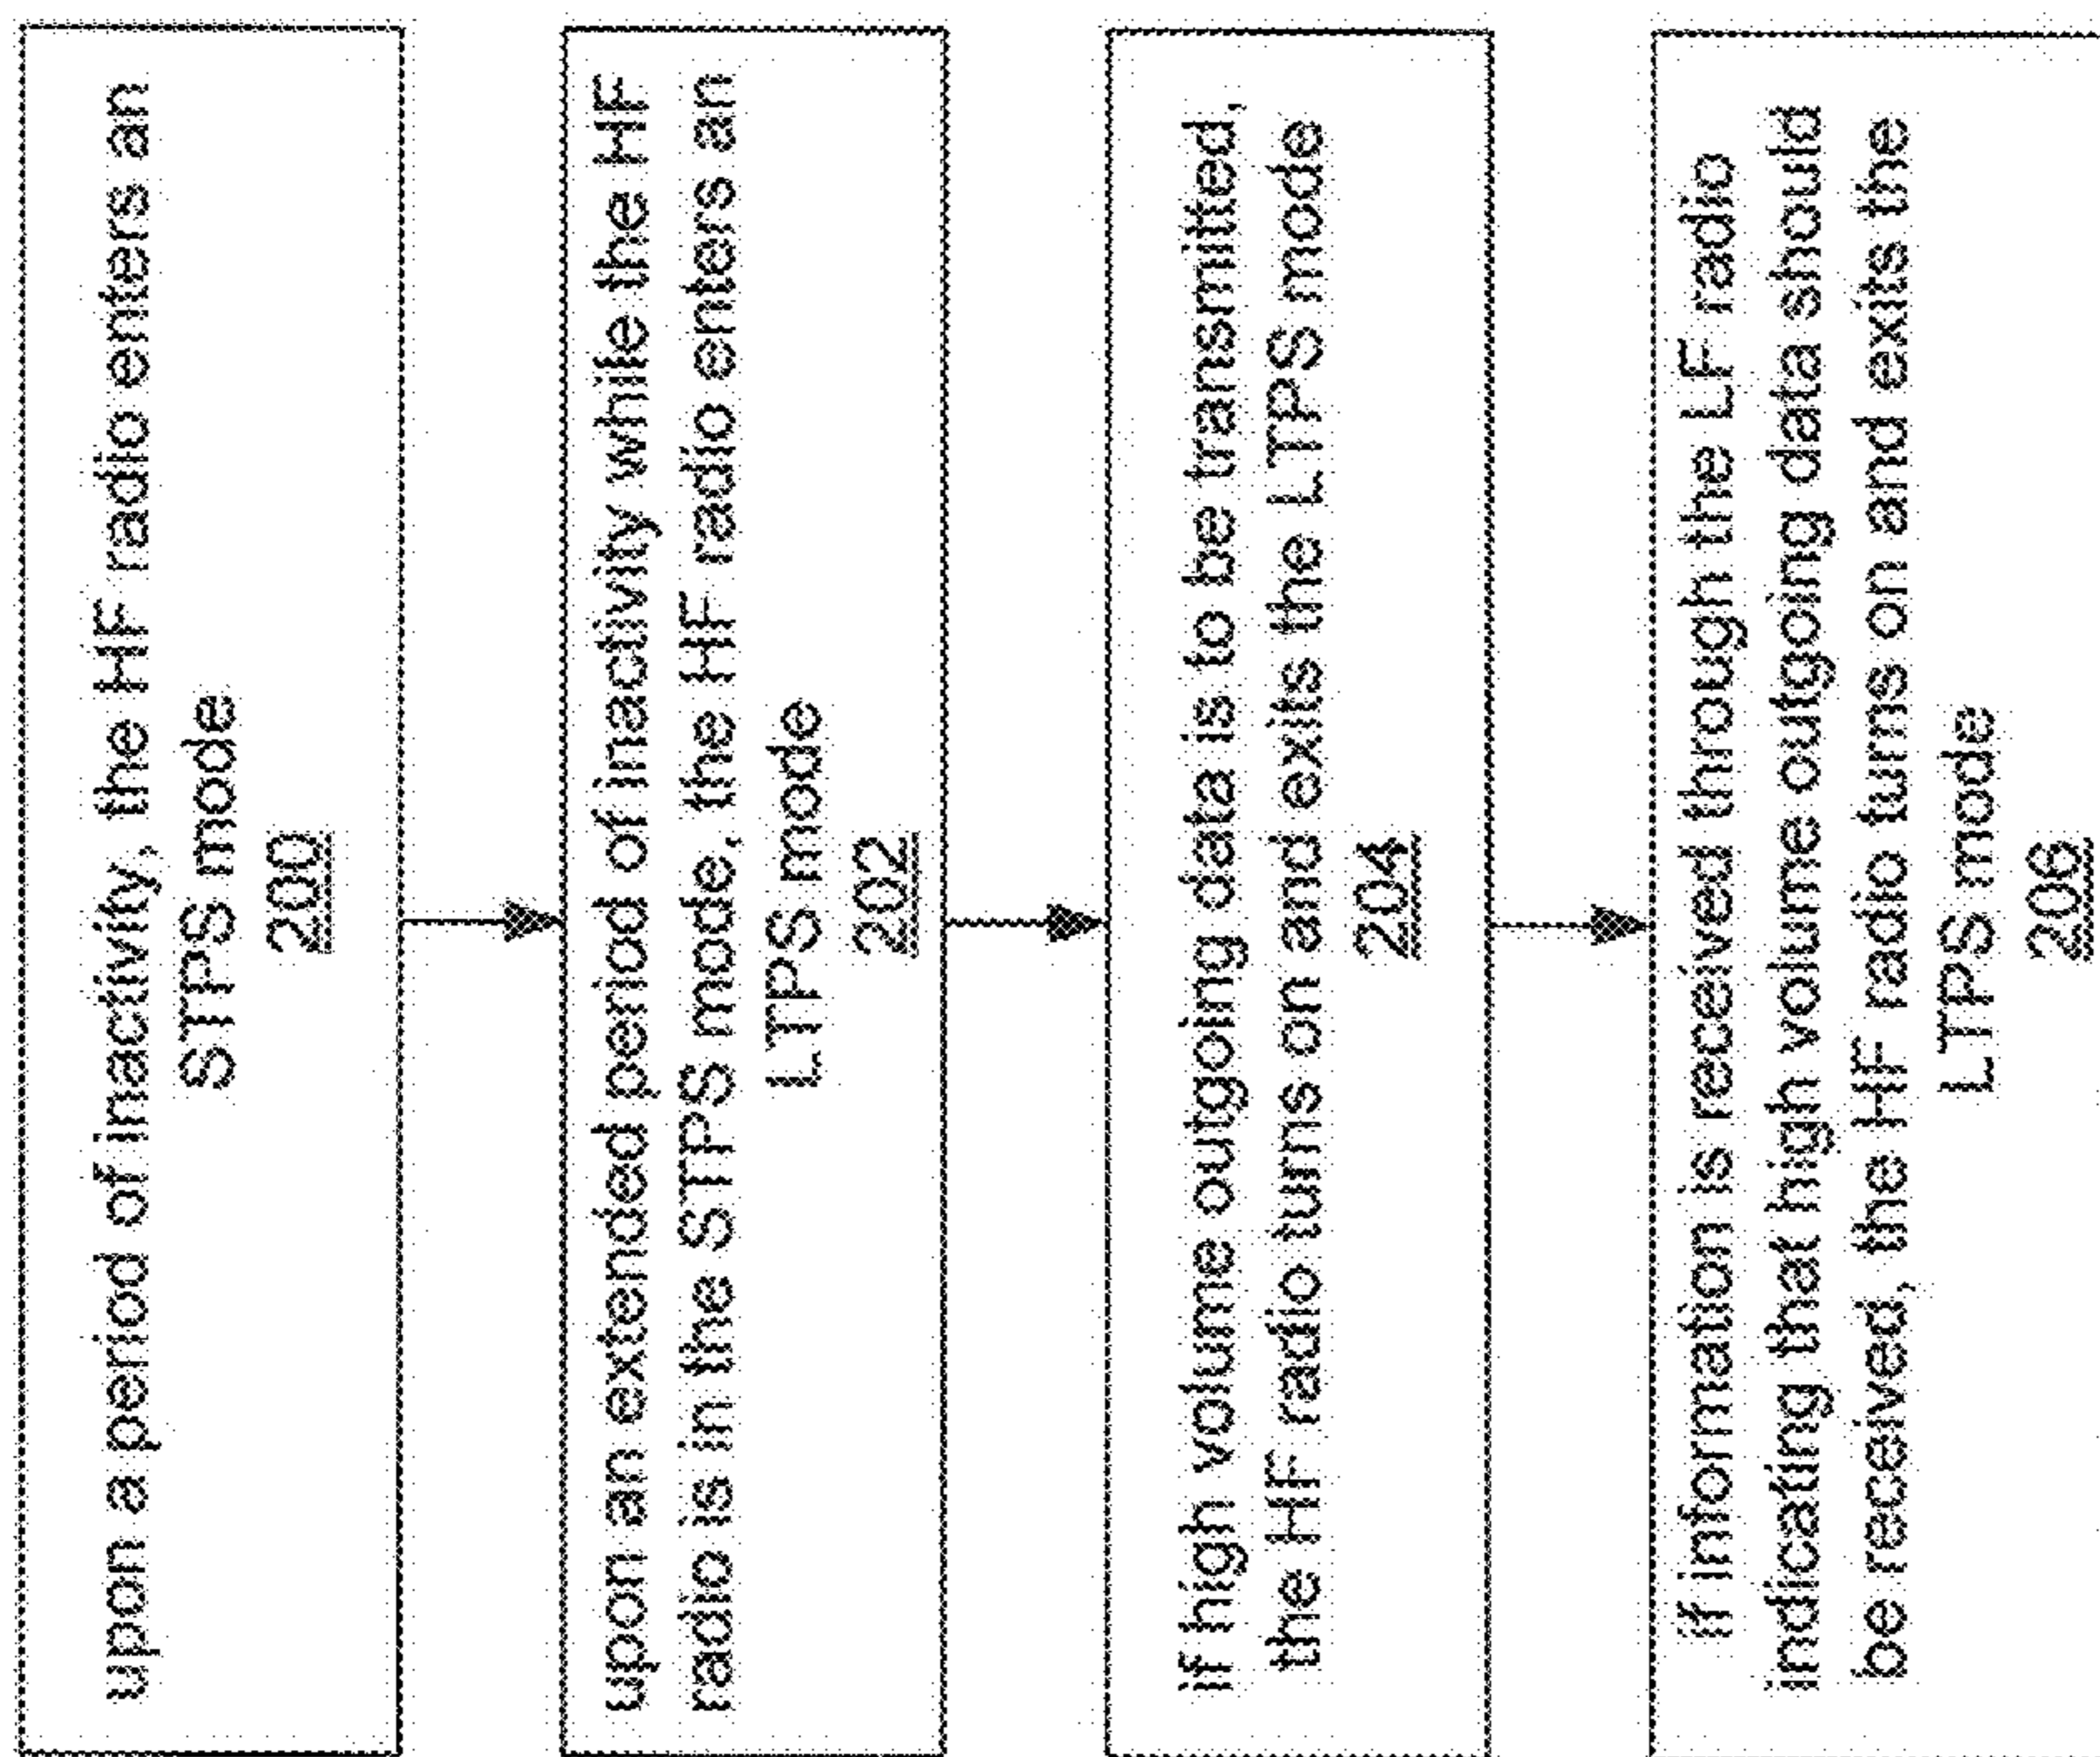 upon a period of inactivity, the HF radio enters an
STPS mode
200
upon an extended period of inactivity while the HF
radio is in the STPS mode, the HF radio enters an
LTPS mode
202
if high volume outgoing data is to be transmitted,
the HF radio turns on and exits the LTPS mode
204
if information is received through the LF radio
indicating that high volume outgoing data should
be received, the HF radio turns on and exits the
LTPS mode
206